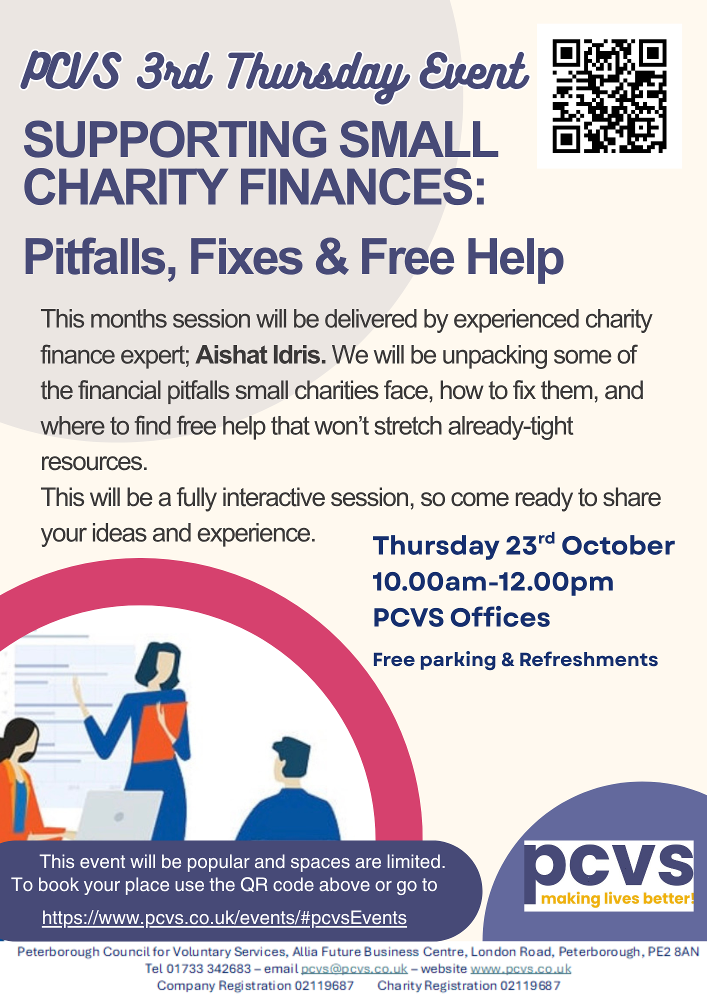 PCVS 3rd Thursday Event
SUPPORTING SMALL
CHARITY FINANCES:
Pitfalls, Fixes & Free Help
This months session will be delivered by experienced charity
finance expert; Aishat Idris. We will be unpacking some of
the financial pitfalls small charities face, how to fix them, and
where to find free help that won’t stretch already-tight
resources.
This will be a fully interactive session, so come ready to share
your ideas and experience.
Thursday 23rd October
10.00am-12.00pm
PCVS Offices
Free parking & Refreshments
This event will be popular and spaces are limited.
To book your place use the QR code above or go to
https://www.pcvs.co.uk/events/#pcvsEvents
pcvs
making lives better!
Peterborough Council for Voluntary Services, Allia Future Business Centre, London Road, Peterborough, PE2 8AN
Tel 01733 342683 – email pcvs@pcvs.co.uk – website www.pcvs.co.uk
Company Registration 02119687 Charity Registration 02119687